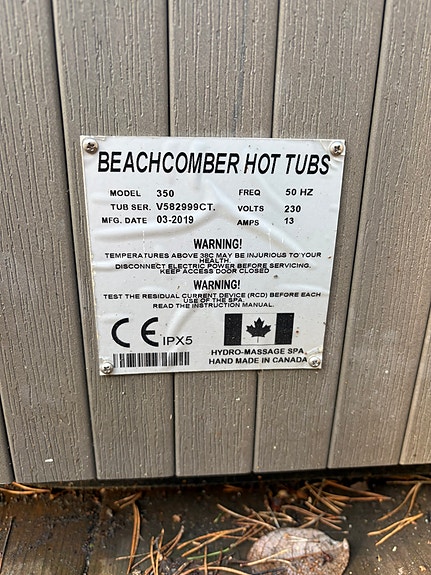 BEACHCOMBER HOT TUBS
MODEL 350 FREQ 50 HZ
TUB SER. V582999CT. VOLTS 230
MFG. DATE 03-2019 AMPS 13
WARNING!
TEMPERATURES ABOVE 38C MAY BE INJURIOUS TO YOUR
HEALTH.
DISCONNECT ELECTRIC POWER BEFORE SERVICING.
KEEP ACCESS DOOR CLOSED
WARNING!
TEST THE RESIDUAL CURRENT DEVICE (RCD) BEFORE EACH
USE OF THE SPA.
READ THE INSTRUCTION MANUAL.
CE IPX5
HYDRO-MASSAGE SPA
HAND MADE IN CANADA